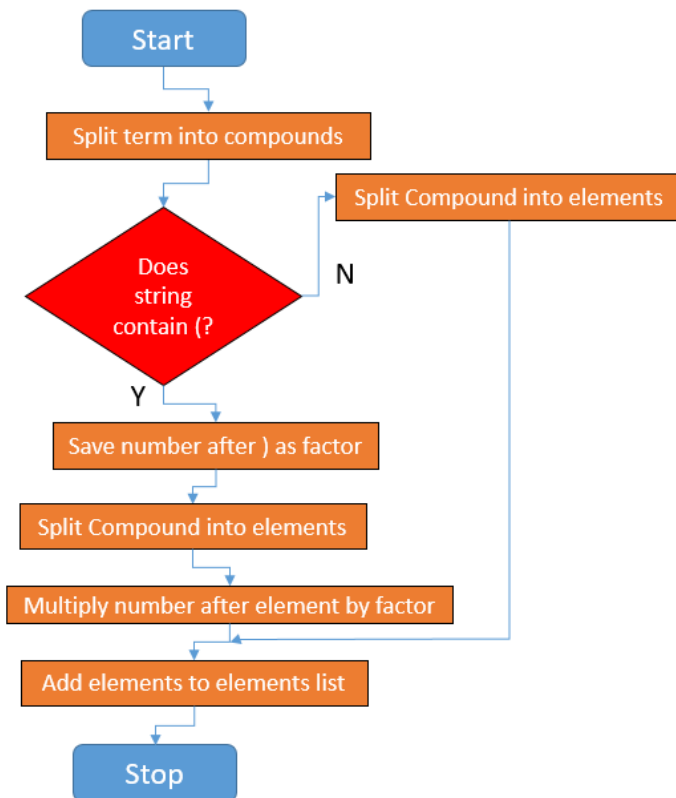 Start
Split term into compounds
Split Compound into elements
Does
string
contain (?
N
Y
Save number after ) as factor
Split Compound into elements
Multiply number after element by factor
Add elements to elements list
Stop